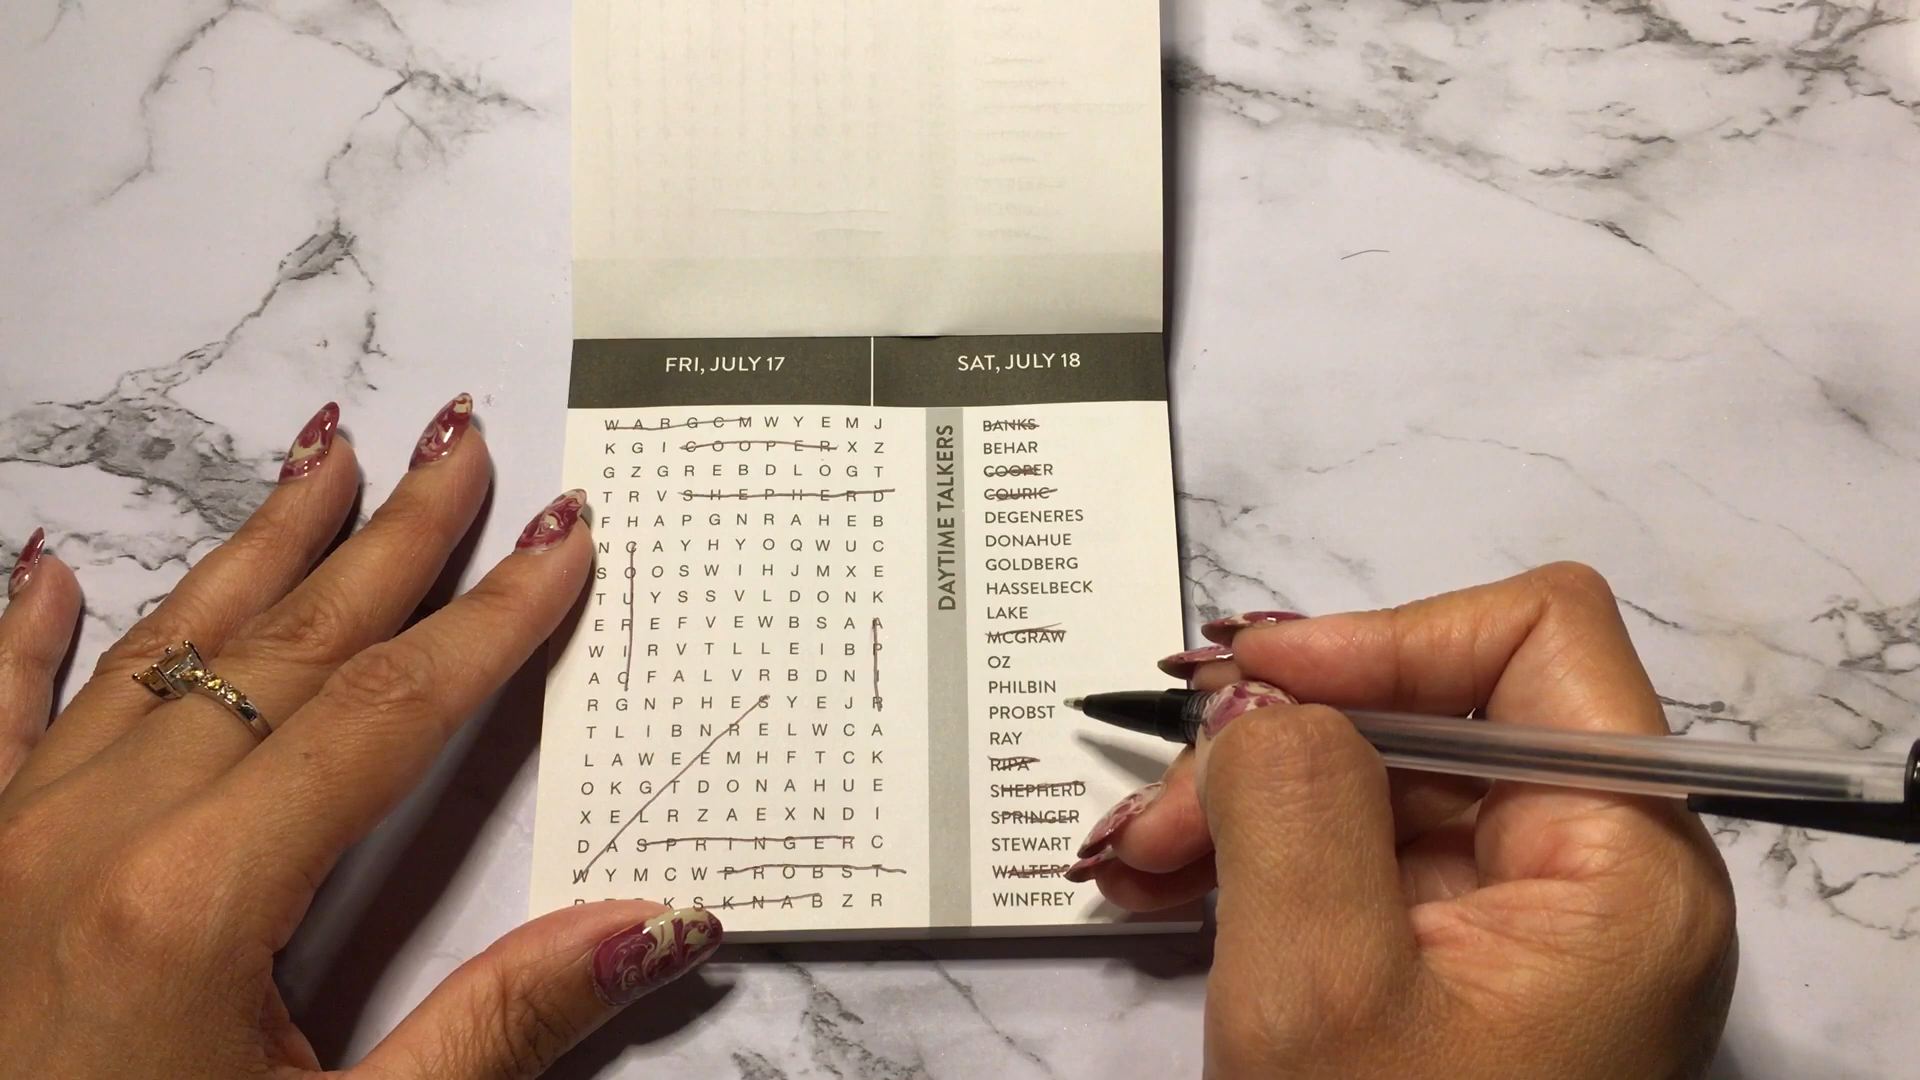 FRI, JULY 17
SAT, JULY 18
W A R G C M W Y E M J
K G I C O O P E R X Z
G Z G R E B D L O G T
T R V S H E P H E R D
F H A P G N R A H E B
N C A Y H Y O Q W U C
S O O S W I H J M X E
T U Y S S V L D O N K
E R E F V E W B S A A
W I R V T L L E I B P
A C F A L V R B D N I
R G N P H E S Y E J R
T L I B N R E L W C A
L A W E E M H F T C K
O K G T D O N A H U E
X E L R Z A E X N D I
D A S P R I N G E R C
W Y M C W P R O B S T
K S K N A B Z R
DAYTIME TALKERS
BANKS
BEHAR
COOPER
COURIC
DEGENERES
DONAHUE
GOLDBERG
HASSELBECK
LAKE
MCGRAW
OZ
PHILBIN
PROBST
RAY
RIPA
SHEPHERD
SPRINGER
STEWART
WALTERS
WINFREY